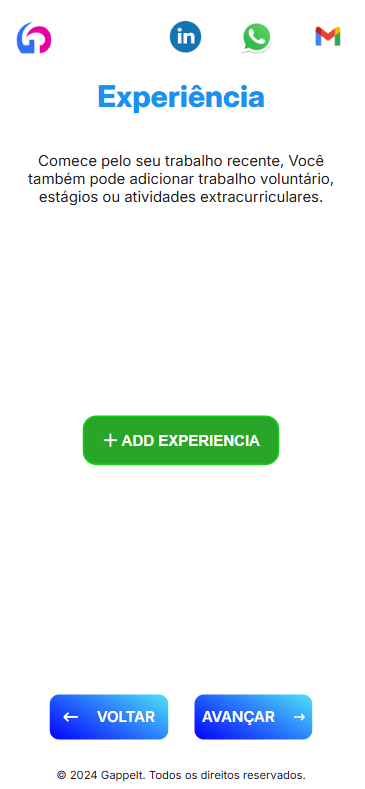 in
Experiência
Comece pelo seu trabalho recente, Você
também pode adicionar trabalho voluntário,
estágios ou atividades extracurriculares.
+ ADD EXPERIENCIA
← VOLTAR
AVANÇAR →
© 2024 Gappelt. Todos os direitos reservados.